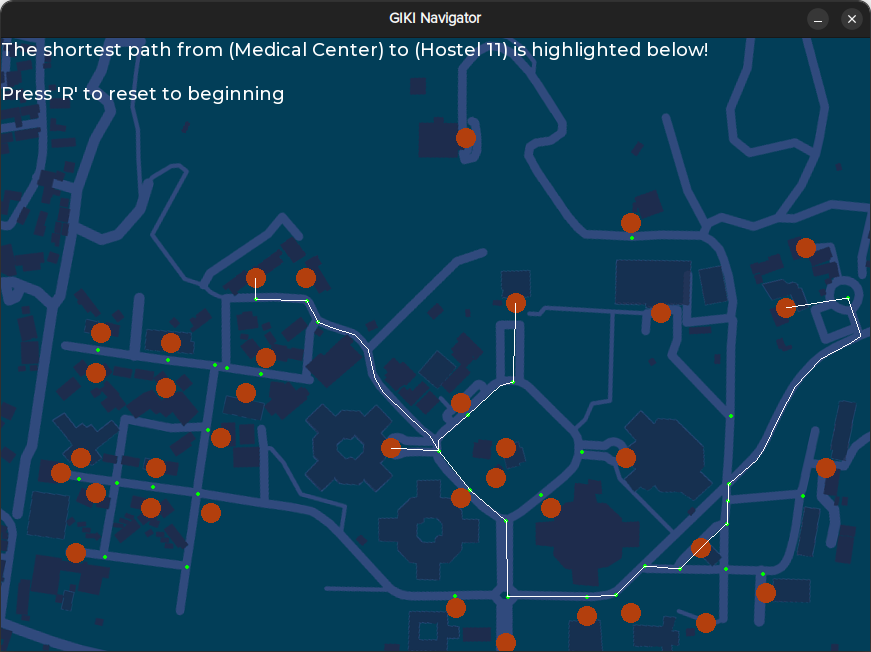 GIKI Navigator
The shortest path from (Medical Center) to (Hostel 11) is highlighted below!
Press 'R' to reset to beginning